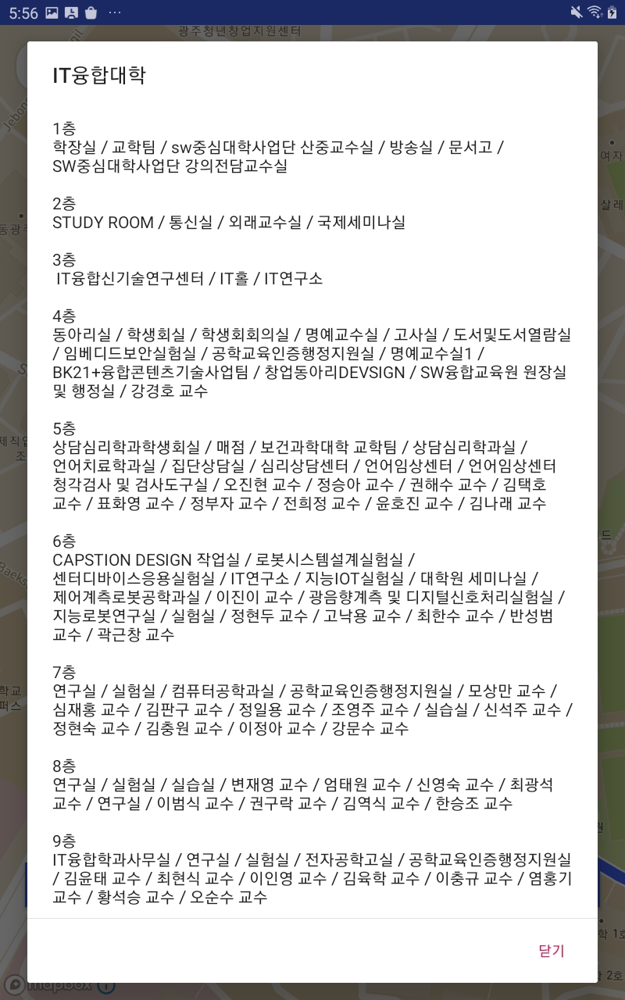 5:56
광주청년창업지원센터
IT융합대학
여자
살레
동광주
1층
학장실 / 교학팀 / sw중심대학사업단 산중교수실 / 방송실 / 문서고 /
SW중심대학사업단 강의전담교수실
2층
STUDY ROOM / 통신실 / 외래교수실 / 국제세미나실
3층
IT융합신기술연구센터 / IT홀 / IT연구소
4층
동아리실 / 학생회실 / 학생회회의실 / 명예교수실 / 고사실 / 도서및도서열람실
/ 임베디드보안실험실 / 공학교육인증행정지원실 / 명예교수실1 /
BK21+융합콘텐츠기술사업팀 / 창업동아리DEVSIGN / SW융합교육원 원장실
및 행정실 / 강경호 교수
5층
상담심리학과학생회실 / 매점 / 보건과학대학 교학팀 / 상담심리학과실 /
언어치료학과실 / 집단상담실 / 심리상담센터 / 언어임상센터 / 언어임상센터
청각검사 및 검사도구실 / 오진현 교수 / 정승아 교수 / 권해수 교수 / 김택호
교수 / 표화영 교수 / 정부자 교수 / 전희정 교수 / 윤호진 교수 / 김나래 교수
6층
CAPSTION DESIGN 작업실 / 로봇시스템설계실험실 /
센터디바이스응용실험실 / IT연구소 / 지능IOT실험실 / 대학원 세미나실 /
제어계측로봇공학과실 / 이진이 교수 / 광음향계측 및 디지털신호처리실험실 /
지능로봇연구실 / 실험실 / 정현두 교수 / 고낙용 교수 / 최한수 교수 / 반성범
교수 / 곽근창 교수
7층
연구실 / 실험실 / 컴퓨터공학과실 / 공학교육인증행정지원실 / 모상만 교수 /
심재홍 교수 / 김판구 교수 / 정일용 교수 / 조영주 교수 / 실습실 / 신석주 교수 /
정현숙 교수 / 김충원 교수 / 이정아 교수 / 강문수 교수
8층
연구실 / 실험실 / 실습실 / 변재영 교수 / 엄태원 교수 / 신영숙 교수 / 최광석
교수 / 연구실 / 이범식 교수 / 권구락 교수 / 김역식 교수 / 한승조 교수
9층
IT융합학과사무실 / 연구실 / 실험실 / 전자공학고실 / 공학교육인증행정지원실
/ 김윤태 교수 / 최현식 교수 / 이인영 교수 / 김육학 교수 / 이충규 교수 / 염홍기
교수 / 황석승 교수 / 오순수 교수
닫기
학교
퍼스
학 1호
2호
mapbox